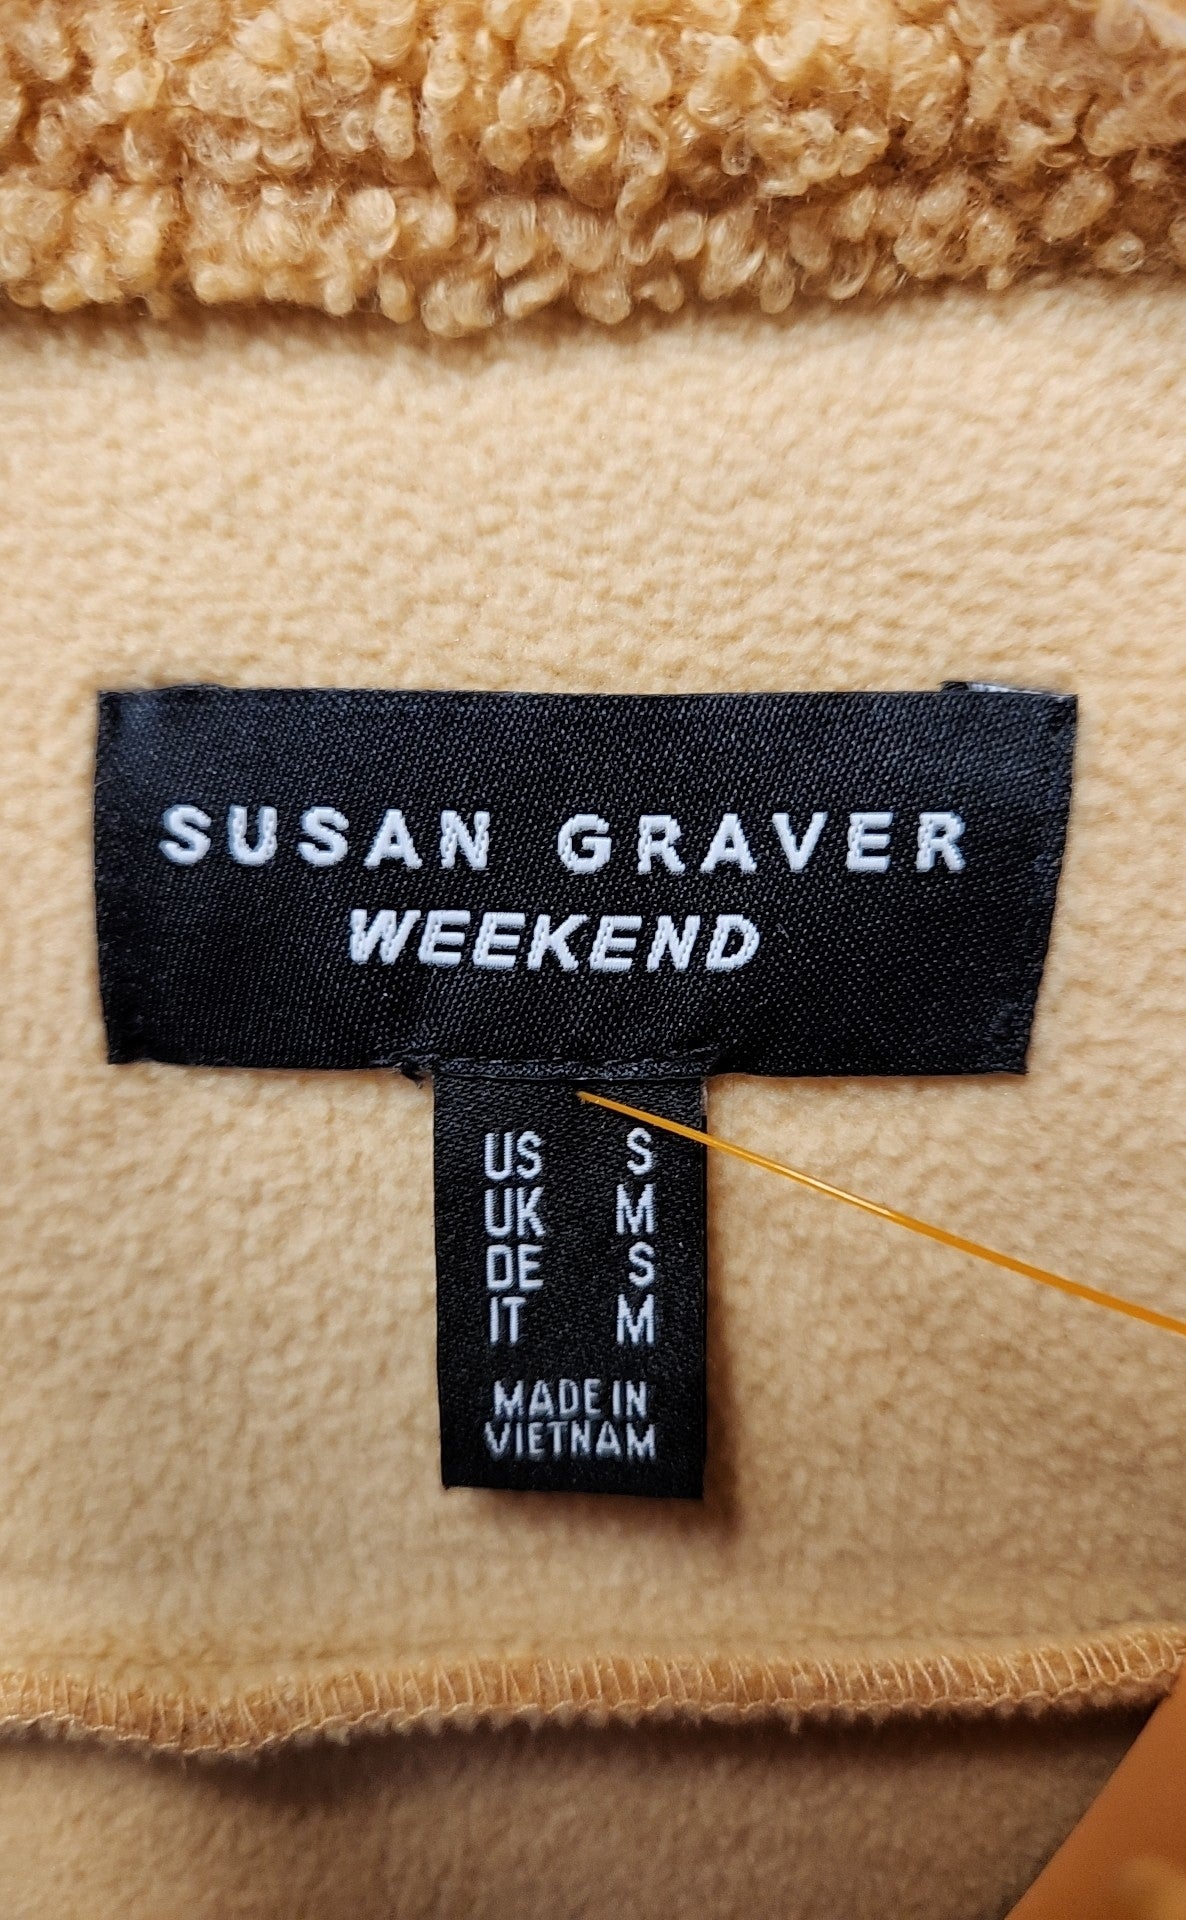 SUSAN GRAVER
WEEKEND
US S
UK M
DE S
IT M
MADE IN
VIETNAM